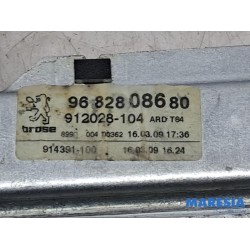 96 828 086 80
brose
912028-104 ARD T84
004 D0362 16.03.09 17:36
914391-100 16.03.09 16.24
MARESIA